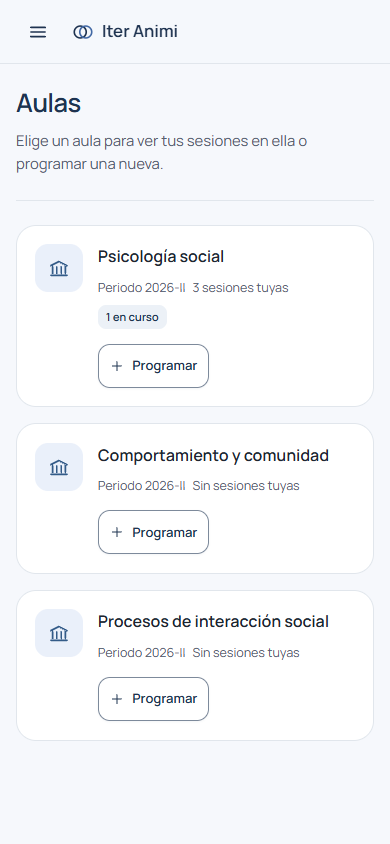 Iter Animi
Aulas
Elige un aula para ver tus sesiones en ella o
programar una nueva.
Psicología social
Periodo 2026-II 3 sesiones tuyas
1 en curso
+ Programar
Comportamiento y comunidad
Periodo 2026-II Sin sesiones tuyas
+ Programar
Procesos de interacción social
Periodo 2026-II Sin sesiones tuyas
+ Programar